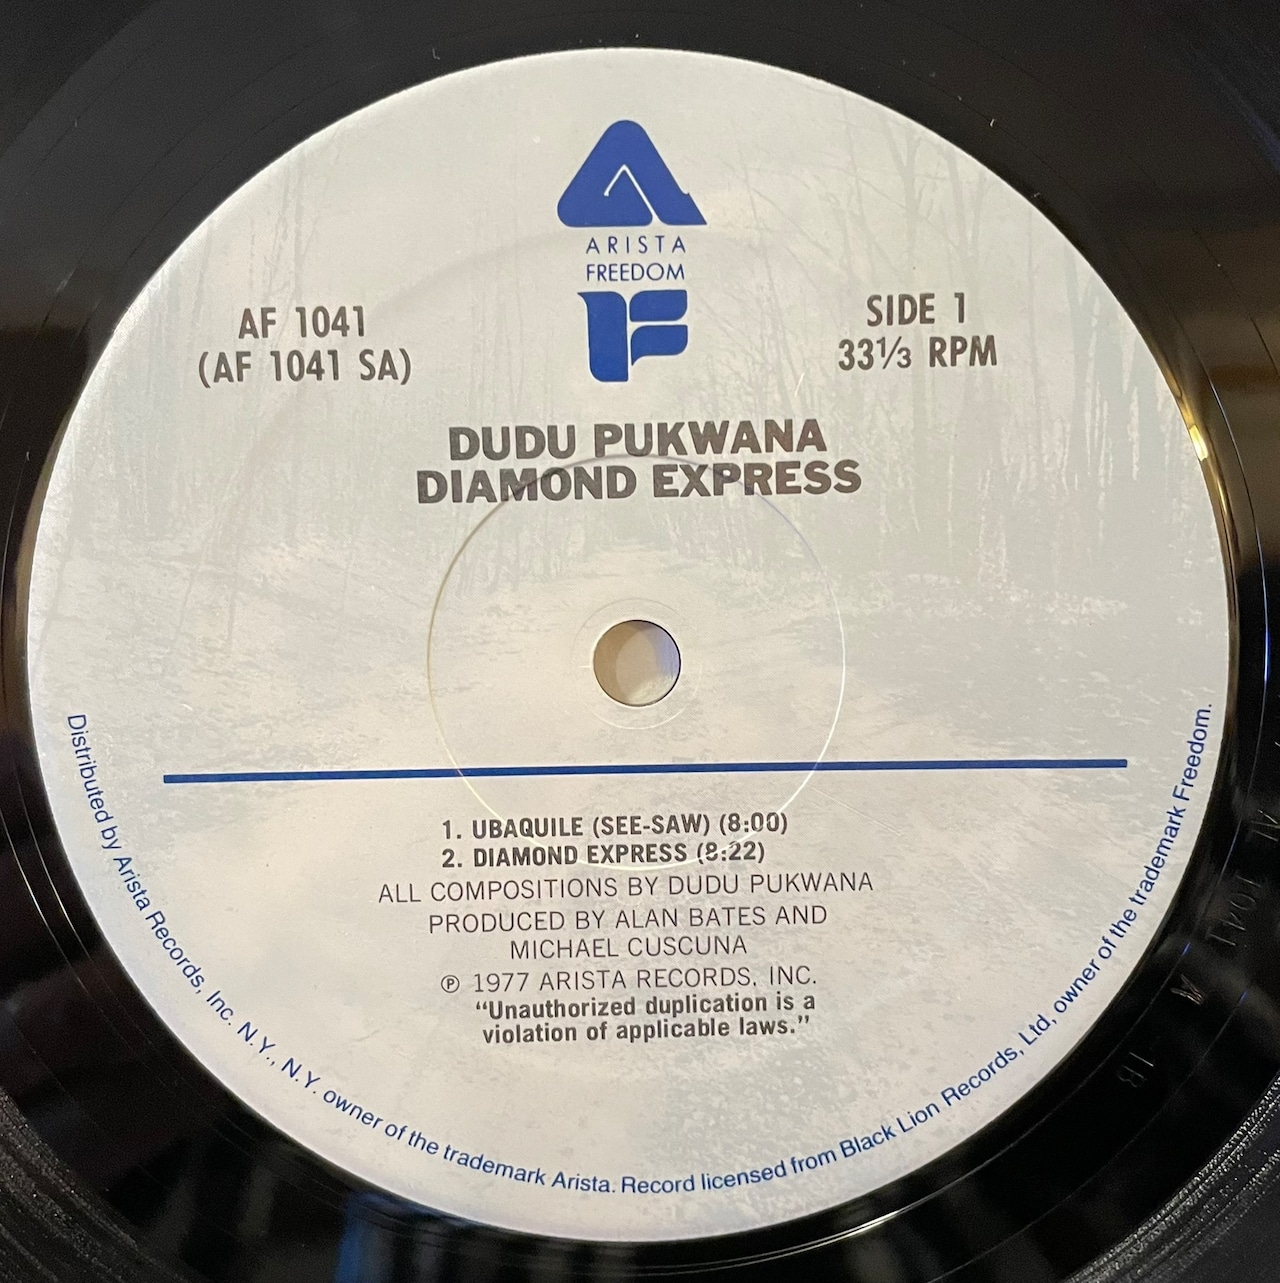 ARISTA
FREEDOM
AF 1041
(AF 1041 SA)
SIDE 1
33⅓ RPM
DUDU PUKWANA
DIAMOND EXPRESS
1. UBAQUILE (SEE-SAW) (8:00)
2. DIAMOND EXPRESS (8:22)
ALL COMPOSITIONS BY DUDU PUKWANA
PRODUCED BY ALAN BATES AND
MICHAEL CUSCUNA
℗ 1977 ARISTA RECORDS, INC.
“Unauthorized duplication is a
violation of applicable laws.”
Distributed by Arista Records, Inc. N.Y., N.Y. owner of the trademark Arista. Record licensed from Black Lion Records, Ltd, owner of the trademark Freedom.